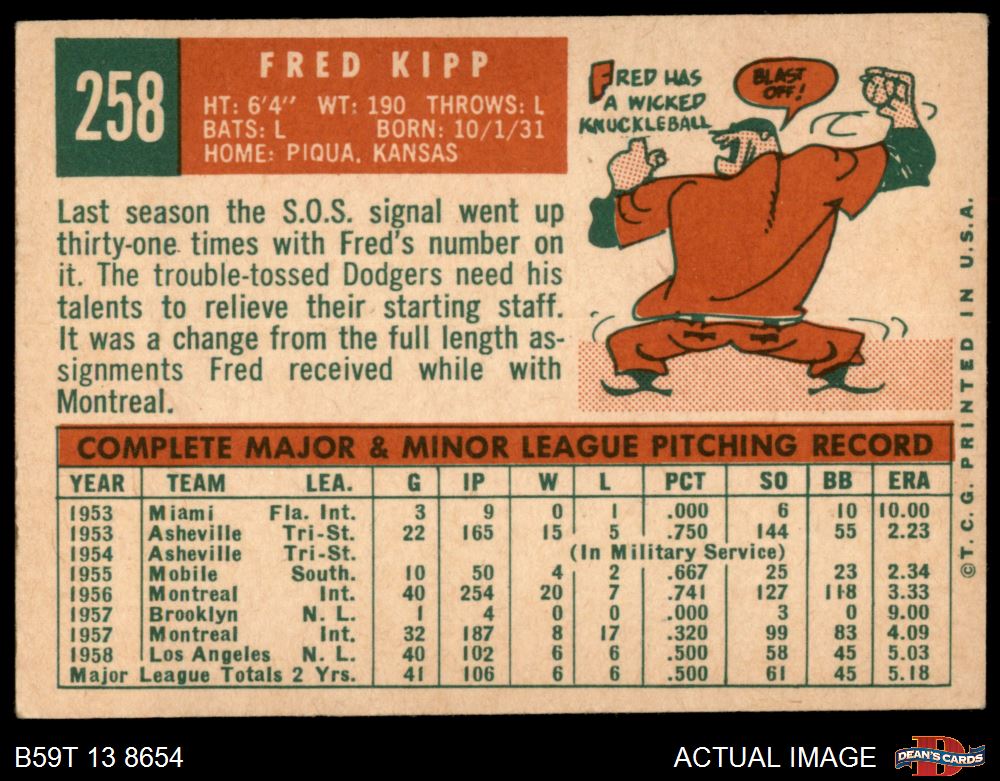 258
FRED KIPP
HT: 6'4" WT: 190 THROWS: L
BATS: L BORN: 10/1/31
HOME: PIQUA, KANSAS
FRED HAS
A WICKED
KNUCKLEBALL
BLAST
OFF!
Last season the S.O.S. signal went up
thirty-one times with Fred's number on
it. The trouble-tossed Dodgers need his
talents to relieve their starting staff.
It was a change from the full length as-
signments Fred received while with
Montreal.
COMPLETE MAJOR & MINOR LEAGUE PITCHING RECORD
YEAR TEAM LEA. G IP W L PCT SO BB ERA
1953 Miami Fla. Int. 3 9 0 1 .000 6 10 10.00
1953 Asheville Tri-St. 22 165 15 5 .750 144 55 2.23
1954 Asheville Tri-St. (In Military Service)
1955 Mobile South. 10 50 4 2 .667 25 23 2.34
1956 Montreal Int. 40 254 20 7 .741 127 118 3.33
1957 Brooklyn N. L. 1 4 0 0 .000 3 0 9.00
1957 Montreal Int. 32 187 8 17 .320 99 83 4.09
1958 Los Angeles N. L. 40 102 6 6 .500 58 45 5.03
Major League Totals 2 Yrs. 41 106 6 6 .500 61 45 5.18
©T. C. G. PRINTED IN U.S.A.
B59T 13 8654
ACTUAL IMAGE
DEAN'S CARDS